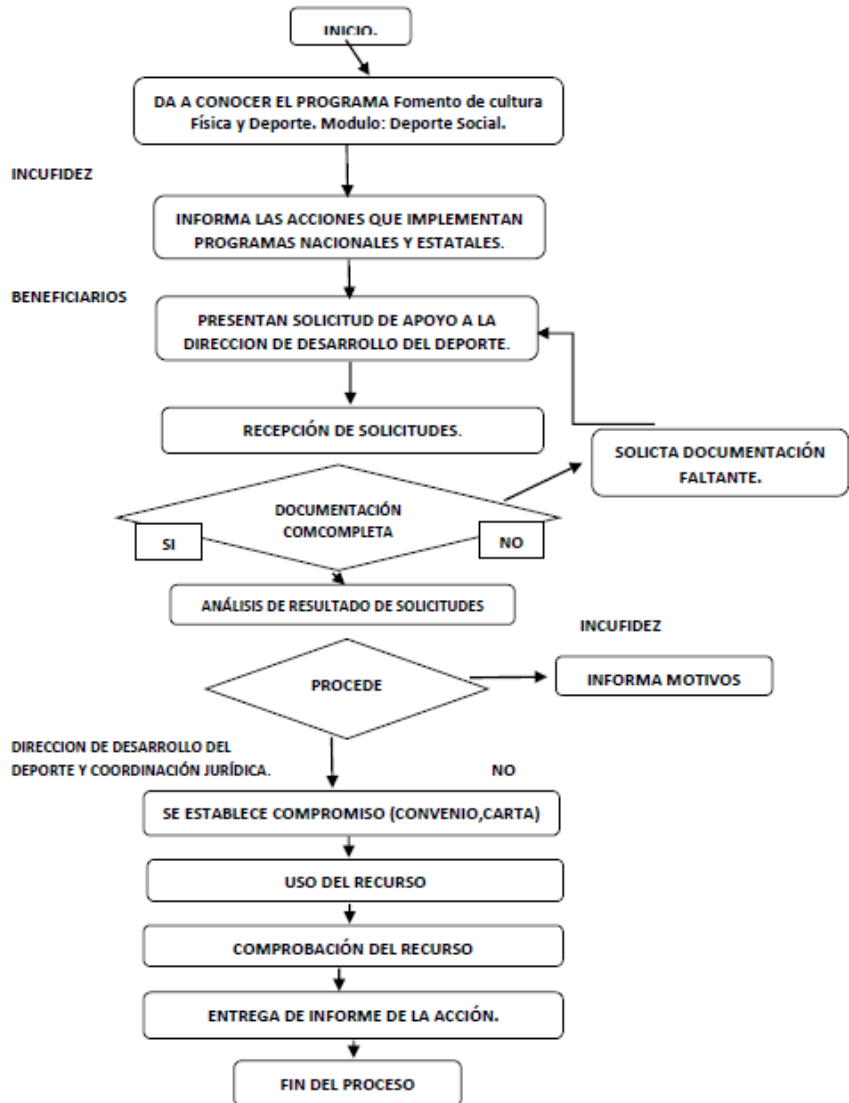 INICIO.
DA A CONOCER EL PROGRAMA Fomento de cultura
Física y Deporte. Modulo: Deporte Social.
INCUFIDEZ
INFORMA LAS ACCIONES QUE IMPLEMENTAN
PROGRAMAS NACIONALES Y ESTATALES.
BENEFICIARIOS
PRESENTAN SOLICITUD DE APOYO A LA
DIRECCION DE DESARROLLO DEL DEPORTE.
RECEPCIÓN DE SOLICITUDES.
SOLICTA DOCUMENTACIÓN
FALTANTE.
DOCUMENTACIÓN
COMCOMPLETA
SI
NO
ANÁLISIS DE RESULTADO DE SOLICITUDES
INCUFIDEZ
PROCEDE
INFORMA MOTIVOS
DIRECCION DE DESARROLLO DEL
DEPORTE Y COORDINACIÓN JURÍDICA.
NO
SE ESTABLECE COMPROMISO (CONVENIO,CARTA)
USO DEL RECURSO
COMPROBACIÓN DEL RECURSO
ENTREGA DE INFORME DE LA ACCIÓN.
FIN DEL PROCESO